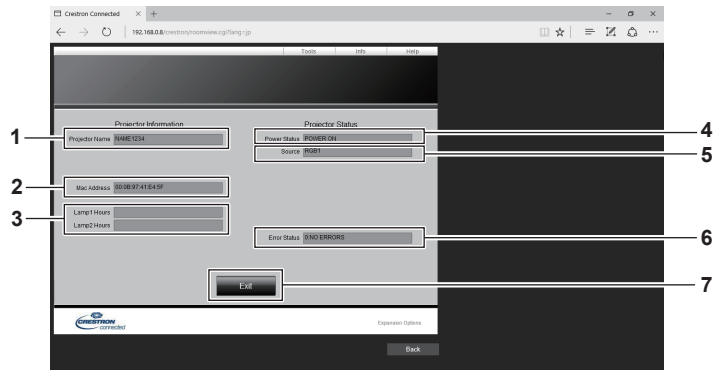 Crestron Connected
192.168.0.8/crestron/roomview.cgi?lang=jp
Tools Info Help
Projector Information Projector Status
1 Projector Name NAME1234 Power Status POWER ON 4
Source RGB1 5
2 Mac Address 00:0B:97:41:E4:5F
3 Lamp1 Hours
Lamp2 Hours
Error Status 0:NO ERRORS 6
Exit 7
CRESTRON connected Expansion Options
Back